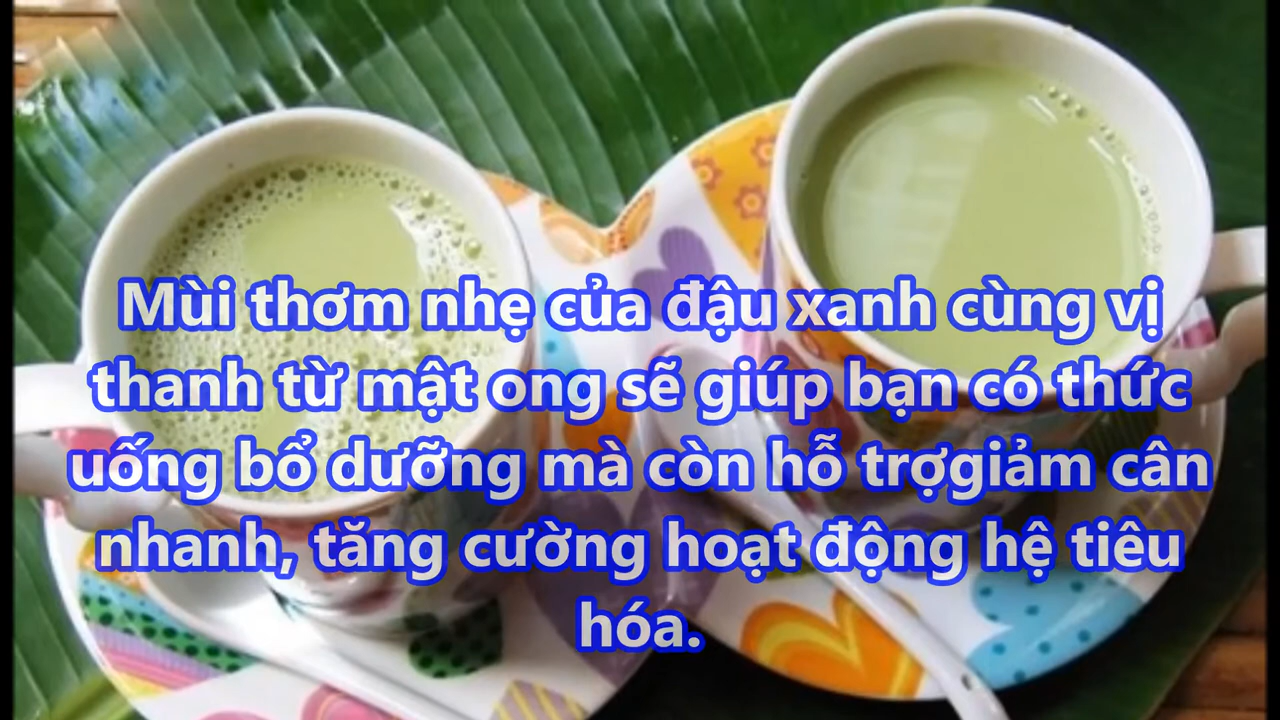 Mùi thơm nhẹ của đậu xanh cùng vị
thanh từ mật ong sẽ giúp bạn có thức
uống bổ dưỡng mà còn hỗ trợgiảm cân
nhanh, tăng cường hoạt động hệ tiêu
hóa.